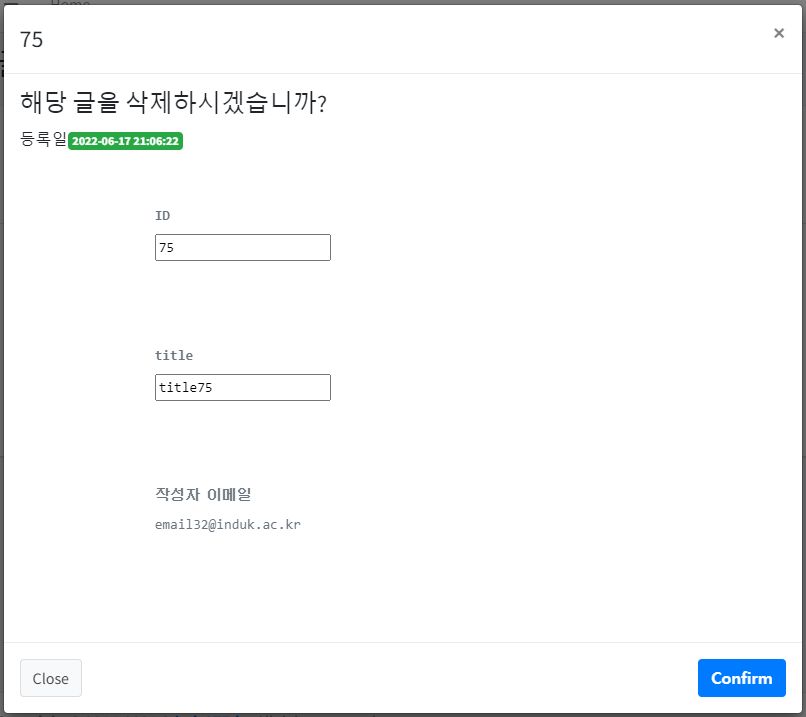 Home
75
×
해당 글을 삭제하시겠습니까?
등록일 2022-06-17 21:06:22
ID
75
title
title75
작성자 이메일
email32@induk.ac.kr
Close
Confirm